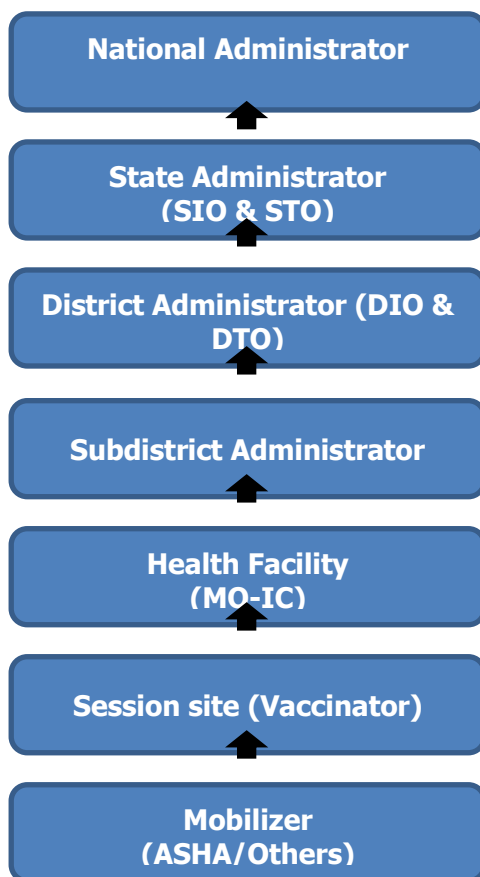 National Administrator
State Administrator
(SIO & STO)
District Administrator (DIO &
DTO)
Subdistrict Administrator
Health Facility
(MO-IC)
Session site (Vaccinator)
Mobilizer
(ASHA/Others)